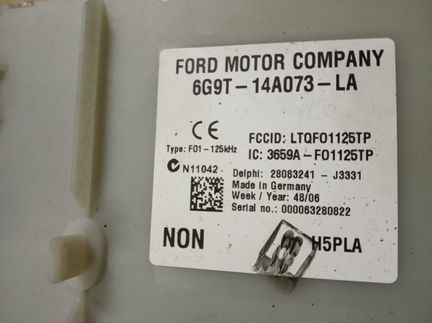 FORD MOTOR COMPANY
6G9T-14A073-LA
CE
FCCID: LTQFO1125TP
Type: F01-125kHz
IC: 3659A-FO1125TP
N11042
Delphi: 28083241 - J3331
Made in Germany
Week / Year: 48/06
Serial no.: 000063280822
NON
H5PLA